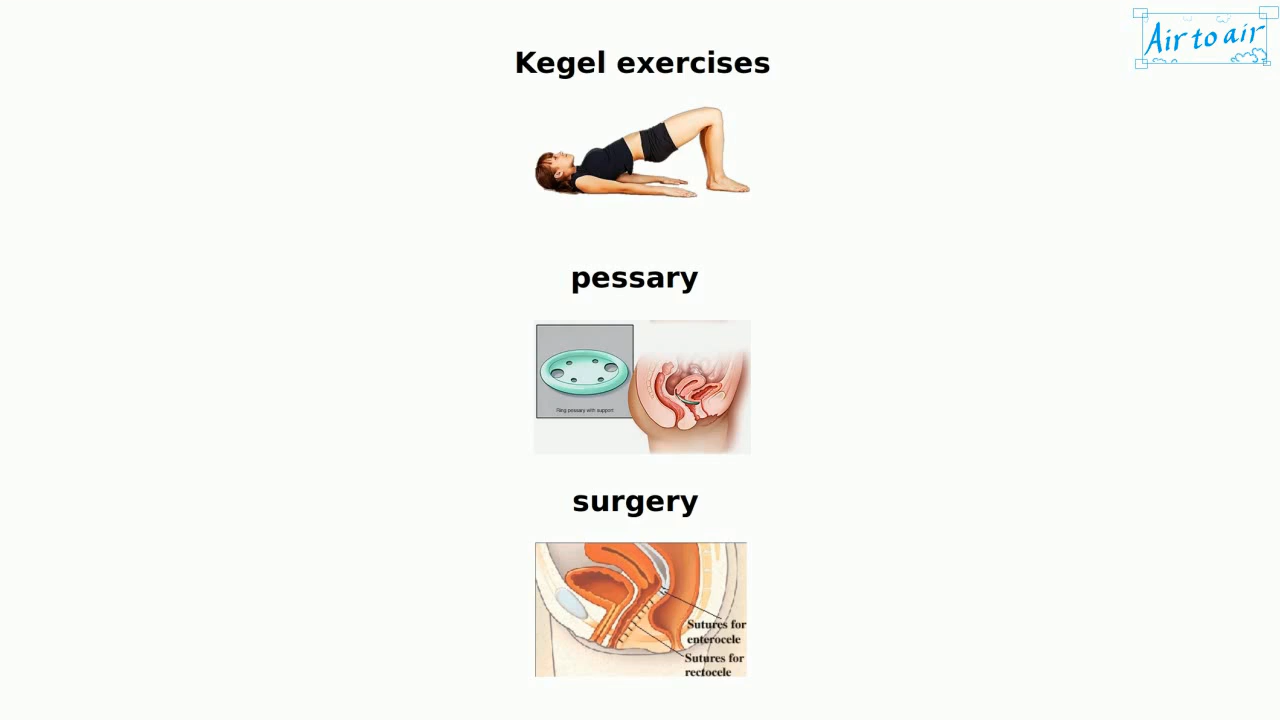 Air to air
Kegel exercises
pessary
Ring pessary with support
surgery
Sutures for
enterocele
Sutures for
rectocele